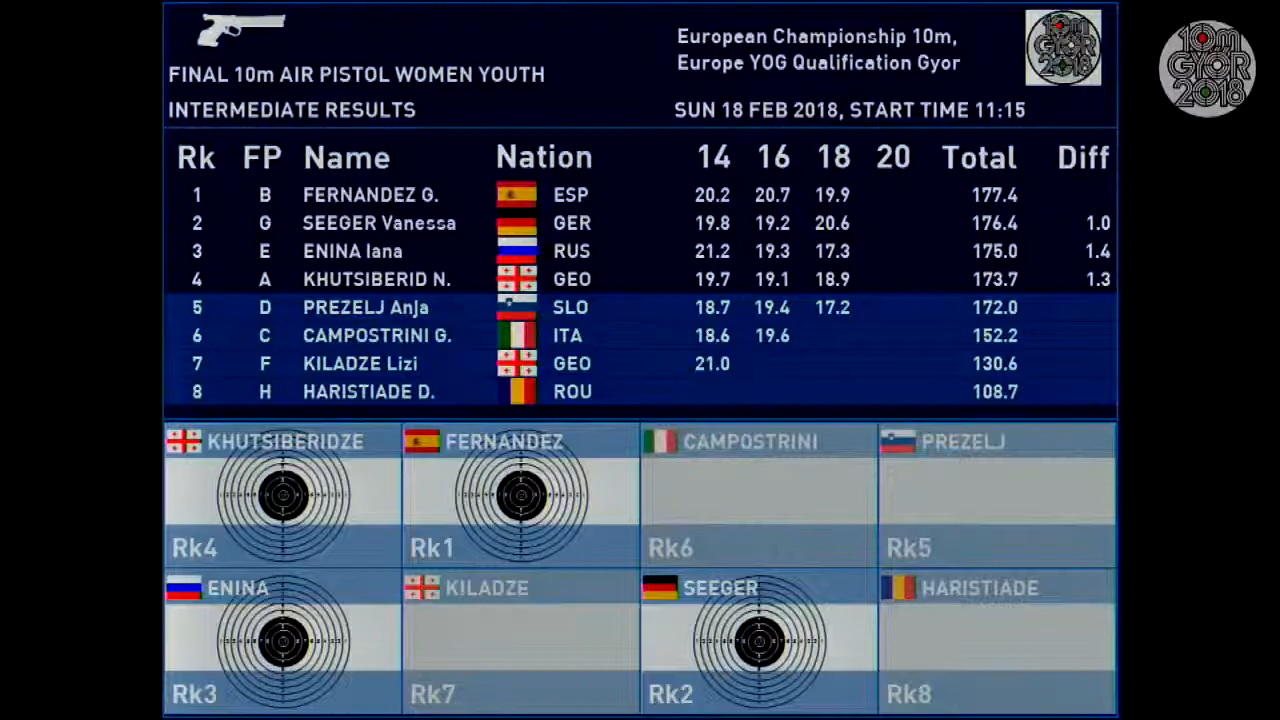 FINAL 10m AIR PISTOL WOMEN YOUTH
INTERMEDIATE RESULTS
European Championship 10m,
Europe YOG Qualification Gyor
SUN 18 FEB 2018, START TIME 11:15
10m
GYOR
2018
10m
GYOR
2018
Rk FP Name Nation 14 16 18 20 Total Diff
1 B FERNANDEZ G. ESP 20.2 20.7 19.9 177.4
2 G SEEGER Vanessa GER 19.8 19.2 20.6 176.4 1.0
3 E ENINA Iana RUS 21.2 19.3 17.3 175.0 1.4
4 A KHUTSIBERID N. GEO 19.7 19.1 18.9 173.7 1.3
5 D PREZELJ Anja SLO 18.7 19.4 17.2 172.0
6 C CAMPOSTRINI G. ITA 18.6 19.6 152.2
7 F KILADZE Lizi GEO 21.0 130.6
8 H HARISTIADE D. ROU 108.7
KHUTSIBERIDZE FERNANDEZ CAMPOSTRINI PREZELJ
Rk4 Rk1 Rk6 Rk5
ENINA KILADZE SEEGER HARISTIADE
Rk3 Rk7 Rk2 Rk8